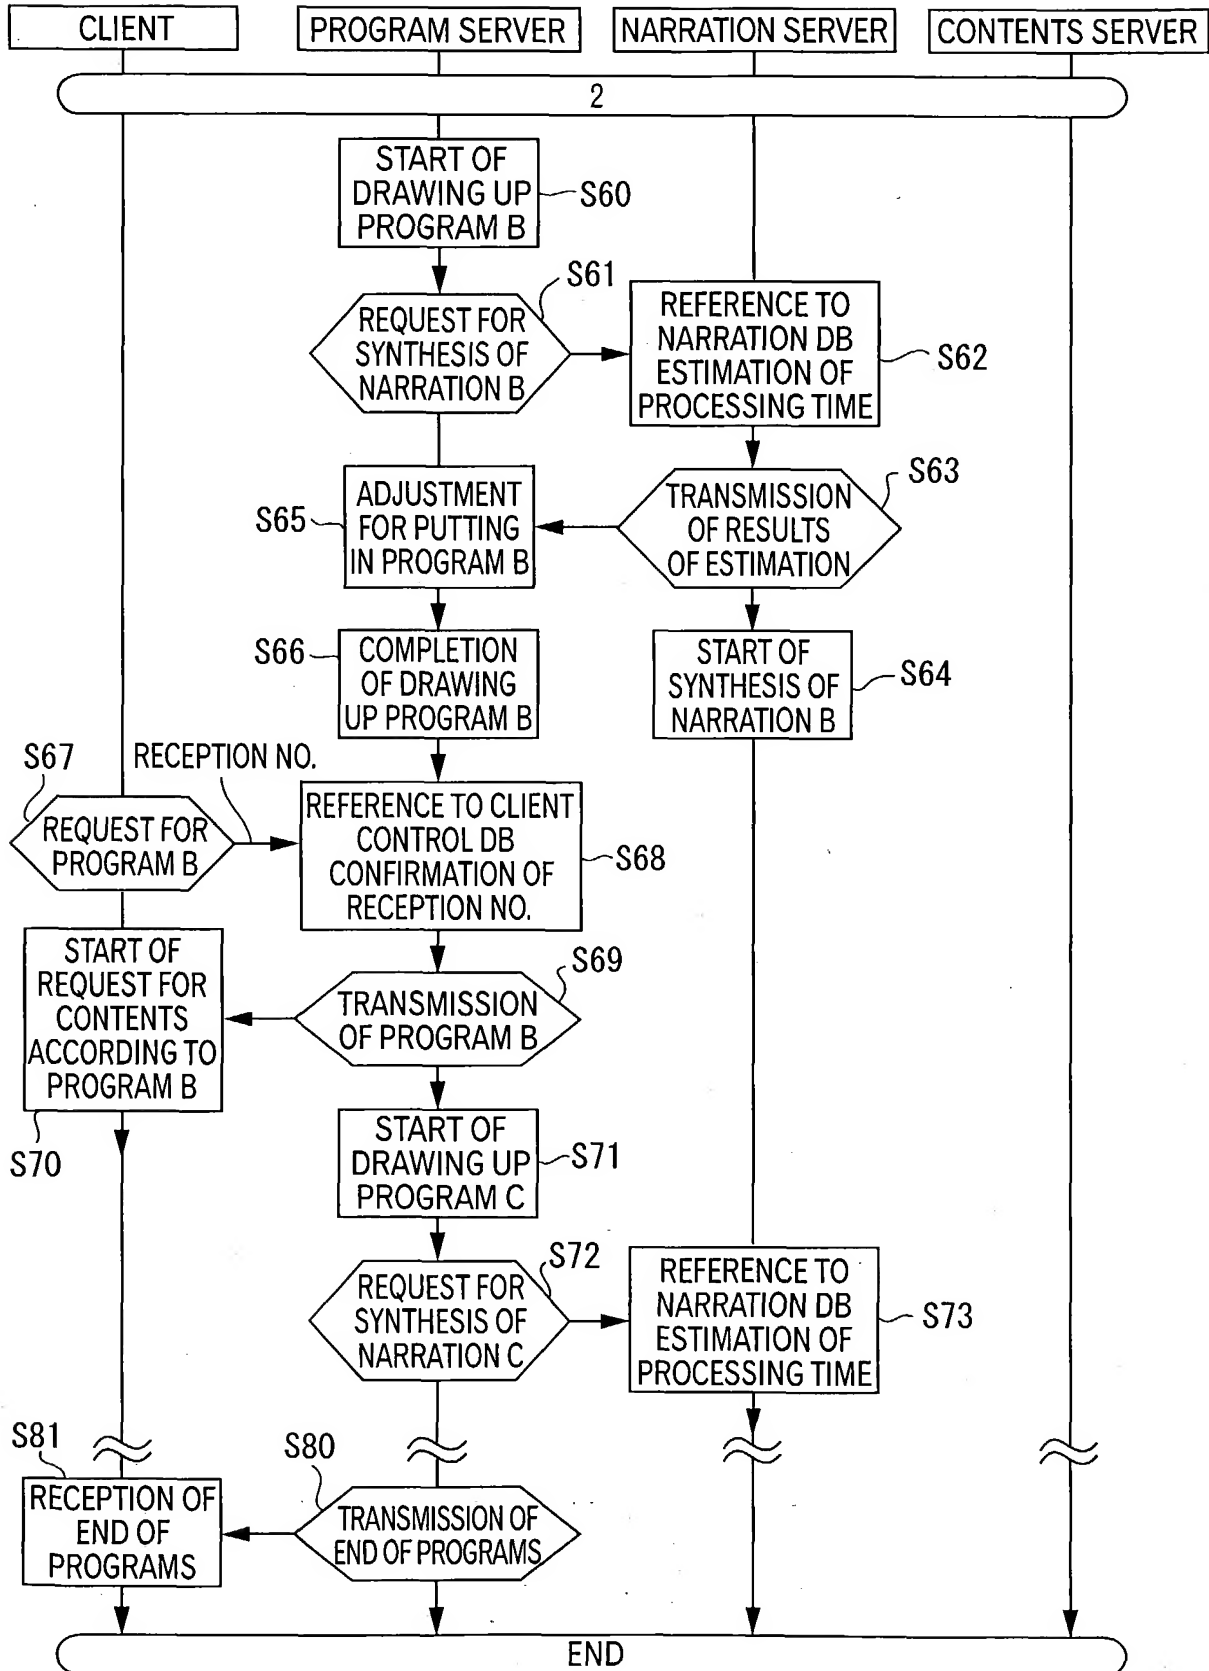 CLIENT
PROGRAM SERVER
NARRATION SERVER
CONTENTS SERVER
2
START OF
DRAWING UP
PROGRAM B
S60
S61
REQUEST FOR
SYNTHESIS OF
NARRATION B
REFERENCE TO
NARRATION DB
ESTIMATION OF
PROCESSING TIME
S62
S63
TRANSMISSION
OF RESULTS
OF ESTIMATION
S65
ADJUSTMENT
FOR PUTTING
IN PROGRAM B
S66
COMPLETION
OF DRAWING
UP PROGRAM B
START OF
SYNTHESIS OF
NARRATION B
S64
S67
RECEPTION NO.
REQUEST FOR
PROGRAM B
REFERENCE TO CLIENT
CONTROL DB
CONFIRMATION OF
RECEPTION NO.
S68
START OF
REQUEST FOR
CONTENTS
ACCORDING TO
PROGRAM B
S70
S69
TRANSMISSION
OF PROGRAM B
START OF
DRAWING UP
PROGRAM C
S71
S72
REQUEST FOR
SYNTHESIS OF
NARRATION C
REFERENCE TO
NARRATION DB
ESTIMATION OF
PROCESSING TIME
S73
S81
RECEPTION OF
END OF
PROGRAMS
S80
TRANSMISSION OF
END OF PROGRAMS
END